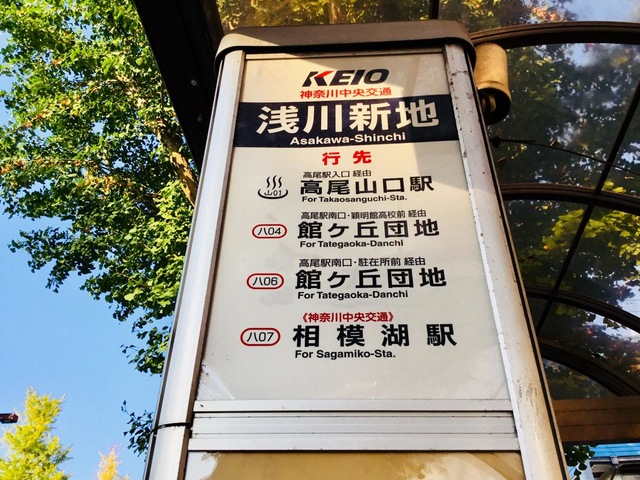 KEIO
神奈川中央交通
浅川新地
Asakawa-Shinchi
行先
高尾駅入口 経由
山01 高尾山口駅
For Takaosanguchi-Sta.
高尾駅南口・穎明館高校前 経由
八04 館ヶ丘団地
For Tategaoka-Danchi
高尾駅南口・駐在所前 経由
八06 館ヶ丘団地
For Tategaoka-Danchi
《神奈川中央交通》
八07 相模湖駅
For Sagamiko-Sta.